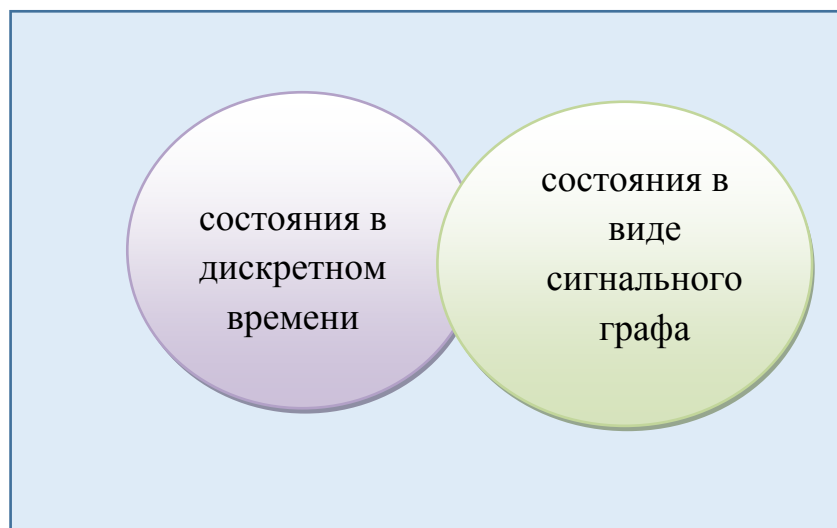 состояния в
дискретном
времени
состояния в
виде
сигнального
графа